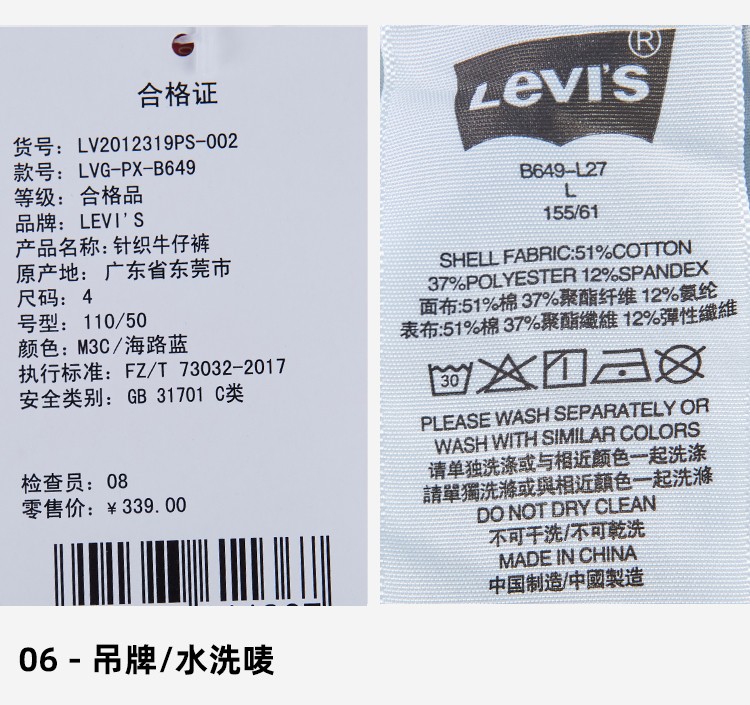 合格证
货号: LV2012319PS-002
款号: LVG-PX-B649
等级: 合格品
品牌: LEVI'S
产品名称: 针织牛仔裤
原产地: 广东省东莞市
尺码: 4
号型: 110/50
颜色: M3C/海路蓝
执行标准: FZ/T 73032-2017
安全类别: GB 31701 C类
检查员: 08
零售价: ¥339.00
LEVI'S ®
B649-L27
L
155/61
SHELL FABRIC:51%COTTON
37%POLYESTER 12%SPANDEX
面布:51%棉 37%聚酯纤维 12%氨纶
表布:51%棉 37%聚酯纖維 12%彈性纖維
30
PLEASE WASH SEPARATELY OR
WASH WITH SIMILAR COLORS
请单独洗涤或与相近颜色一起洗涤
請單獨洗滌或與相近顏色一起洗滌
DO NOT DRY CLEAN
不可干洗/不可乾洗
MADE IN CHINA
中国制造/中國製造
06 - 吊牌/水洗唛